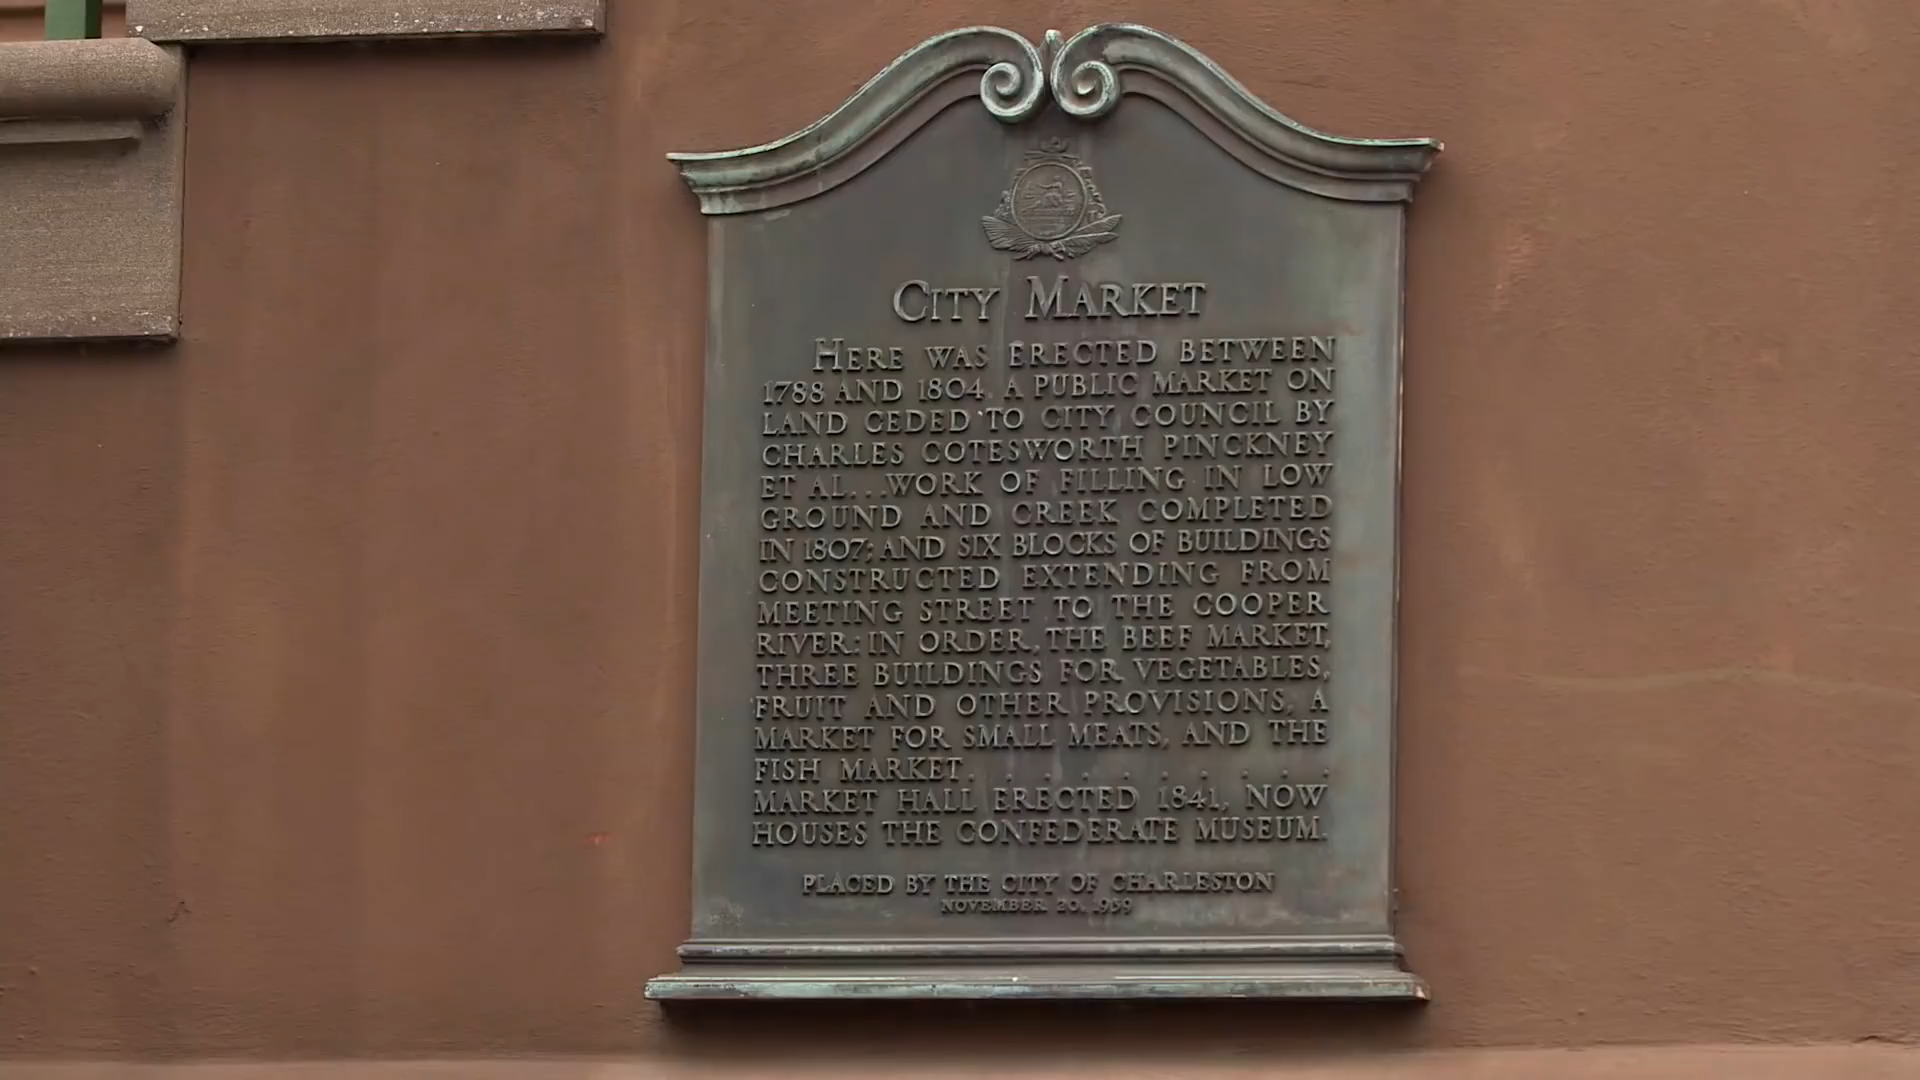 CITY MARKET
HERE WAS ERECTED BETWEEN
1788 AND 1804, A PUBLIC MARKET ON
LAND CEDED TO CITY COUNCIL BY
CHARLES COTESWORTH PINCKNEY
ET AL...WORK OF FILLING IN LOW
GROUND AND CREEK COMPLETED
IN 1807; AND SIX BLOCKS OF BUILDINGS
CONSTRUCTED EXTENDING FROM
MEETING STREET TO THE COOPER
RIVER: IN ORDER, THE BEEF MARKET,
THREE BUILDINGS FOR VEGETABLES,
FRUIT AND OTHER PROVISIONS, A
MARKET FOR SMALL MEATS, AND THE
FISH MARKET. . . . . . . . . .
MARKET HALL ERECTED 1841, NOW
HOUSES THE CONFEDERATE MUSEUM.
PLACED BY THE CITY OF CHARLESTON
NOVEMBER 20, 1959